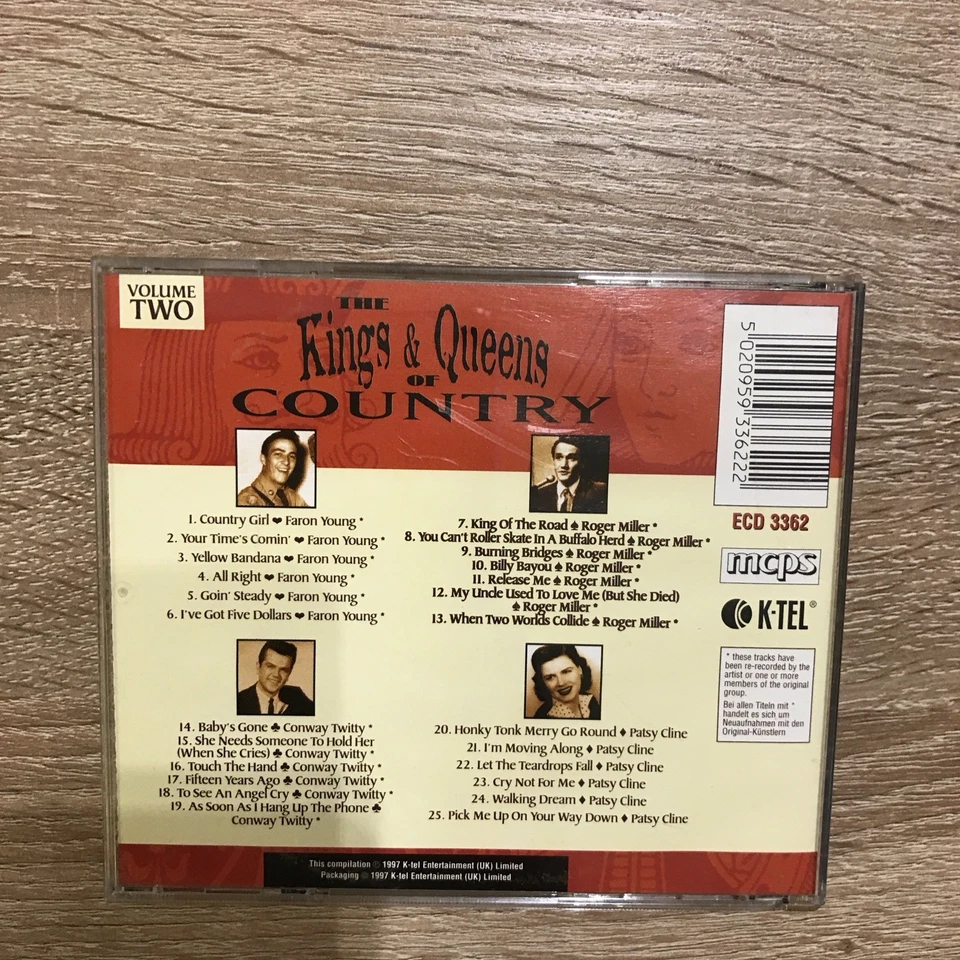 VOLUME
TWO
THE
Kings & Queens
OF
COUNTRY
5 020959 336222
ECD 3362
mcps
K-TEL®
* these tracks have
been re-recorded by the
artist or one or more
members of the original
group.
Bei allen Titeln mit *
handelt es sich um
Neuaufnahmen mit den
Original-Künstlern
1. Country Girl ❤ Faron Young *
2. Your Time's Comin' ❤ Faron Young *
3. Yellow Bandana ❤ Faron Young *
4. All Right ❤ Faron Young *
5. Goin' Steady ❤ Faron Young *
6. I've Got Five Dollars ❤ Faron Young *
7. King Of The Road ♠ Roger Miller *
8. You Can't Roller Skate In A Buffalo Herd ♠ Roger Miller *
9. Burning Bridges ♠ Roger Miller *
10. Billy Bayou ♠ Roger Miller *
11. Release Me ♠ Roger Miller *
12. My Uncle Used To Love Me (But She Died)
♠ Roger Miller *
13. When Two Worlds Collide ♠ Roger Miller *
14. Baby's Gone ♣ Conway Twitty *
15. She Needs Someone To Hold Her
(When She Cries) ♣ Conway Twitty *
16. Touch The Hand ♣ Conway Twitty *
17. Fifteen Years Ago ♣ Conway Twitty *
18. To See An Angel Cry ♣ Conway Twitty *
19. As Soon As I Hang Up The Phone ♣
Conway Twitty *
20. Honky Tonk Merry Go Round ♦ Patsy Cline
21. I'm Moving Along ♦ Patsy Cline
22. Let The Teardrops Fall ♦ Patsy Cline
23. Cry Not For Me ♦ Patsy Cline
24. Walking Dream ♦ Patsy Cline
25. Pick Me Up On Your Way Down ♦ Patsy Cline
This compilation ℗ 1997 K-tel Entertainment (UK) Limited
Packaging © 1997 K-tel Entertainment (UK) Limited